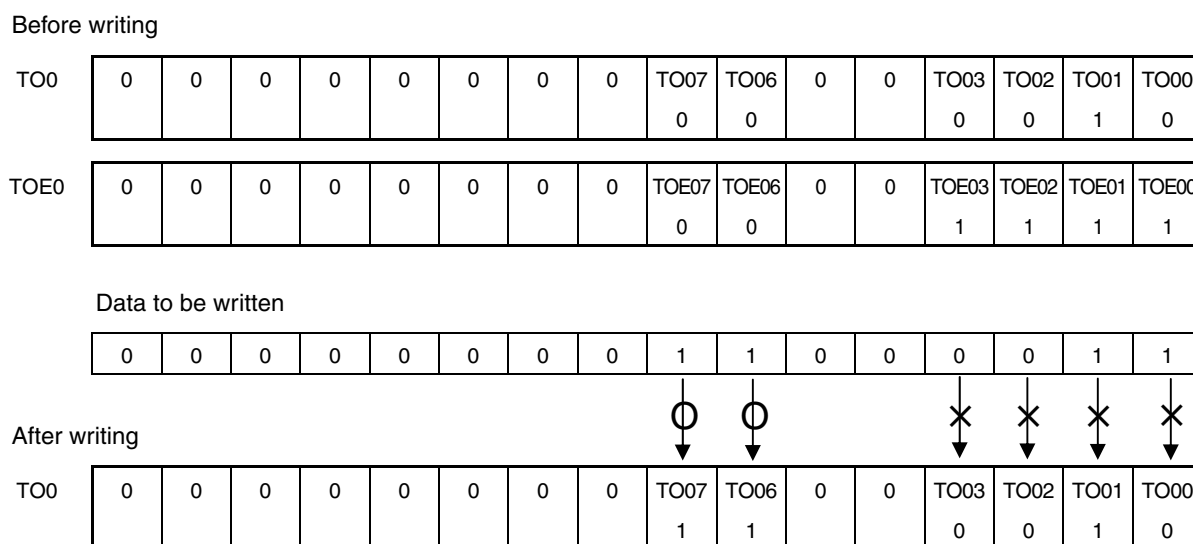 Before writing
TO0 0 0 0 0 0 0 0 0 TO07 TO06 0 0 TO03 TO02 TO01 TO00
0 0 0 0 1 0
TOE0 0 0 0 0 0 0 0 0 TOE07 TOE06 0 0 TOE03 TOE02 TOE01 TOE00
0 0 1 1 1 1
Data to be written
0 0 0 0 0 0 0 0 1 1 0 0 0 0 1 1
O O × × × ×
After writing
TO0 0 0 0 0 0 0 0 0 TO07 TO06 0 0 TO03 TO02 TO01 TO00
1 1 0 0 1 0